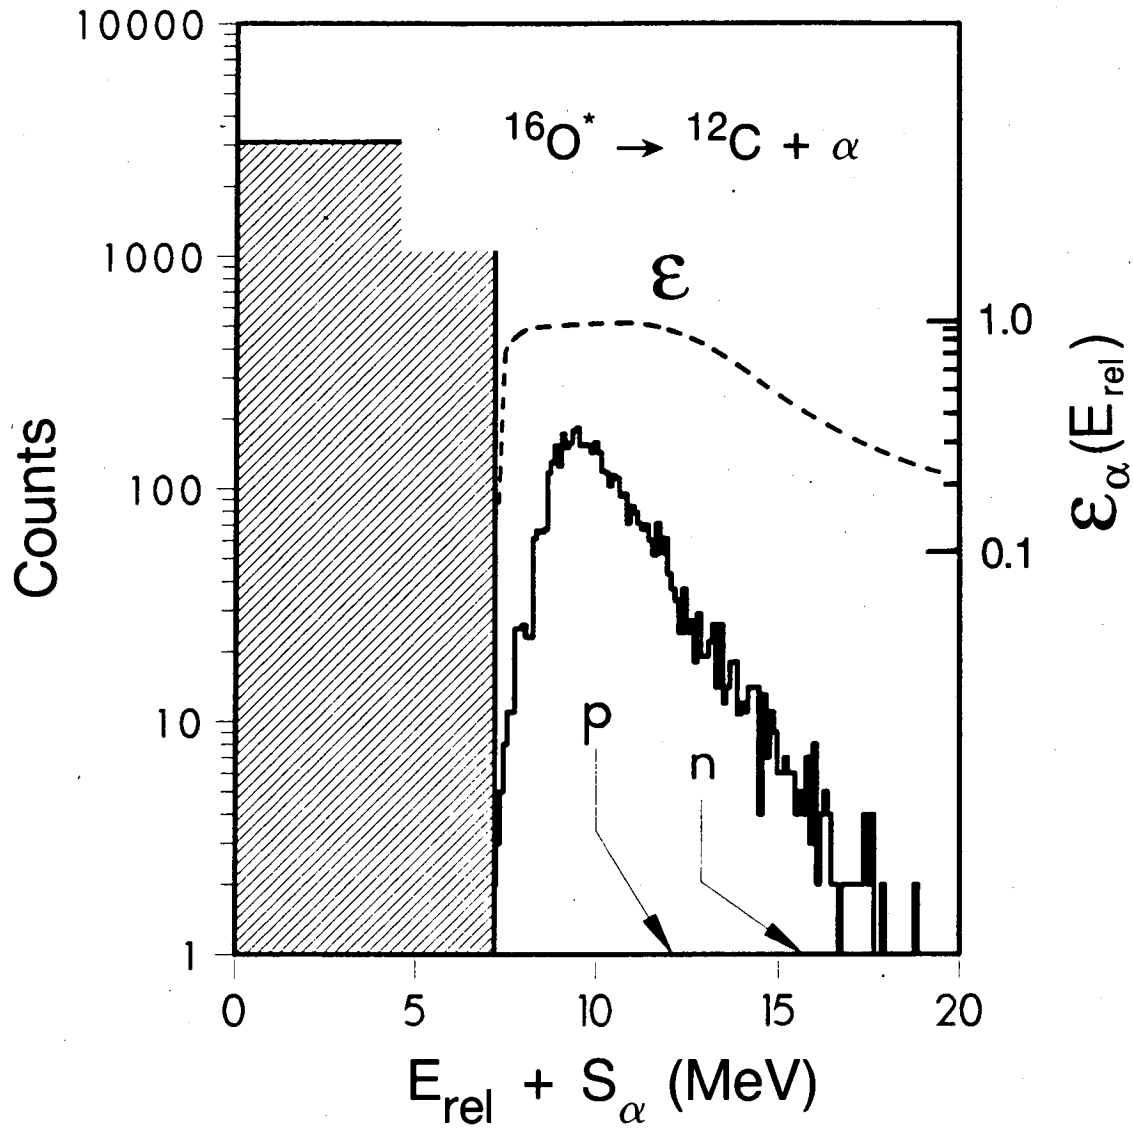 10000
1000
100
10
1
Counts
¹⁶O* → ¹²C + α
ε
1.0
0.1
ε_α (E_rel)
p
n
0 5 10 15 20
E_rel + S_α (MeV)